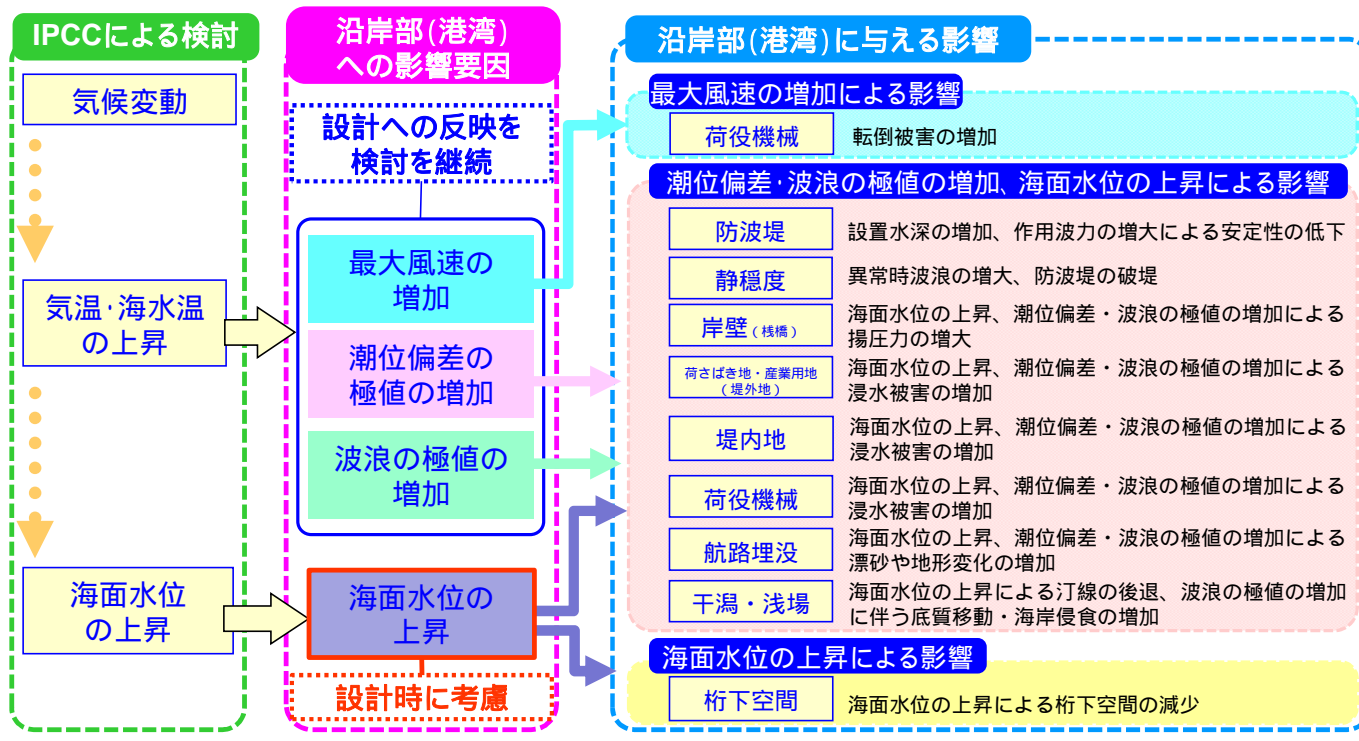 IPCCによる検討
気候変動
気温・海水温
の上昇
海面水位
の上昇
沿岸部(港湾)
への影響要因
設計への反映を
検討を継続
最大風速の
増加
潮位偏差の
極値の増加
波浪の極値の
増加
海面水位の
上昇
設計時に考慮
沿岸部(港湾)に与える影響
最大風速の増加による影響
荷役機械
転倒被害の増加
潮位偏差・波浪の極値の増加、海面水位の上昇による影響
防波堤
設置水深の増加、作用波力の増大による安定性の低下
静穏度
異常時波浪の増大、防波堤の破堤
岸壁(桟橋)
海面水位の上昇、潮位偏差・波浪の極値の増加による
揚圧力の増大
荷さばき地・産業用地
(堤外地)
海面水位の上昇、潮位偏差・波浪の極値の増加による
浸水被害の増加
堤内地
海面水位の上昇、潮位偏差・波浪の極値の増加による
浸水被害の増加
荷役機械
海面水位の上昇、潮位偏差・波浪の極値の増加による
浸水被害の増加
航路埋没
海面水位の上昇、潮位偏差・波浪の極値の増加による
漂砂や地形変化の増加
干潟・浅場
海面水位の上昇による汀線の後退、波浪の極値の増加
に伴う底質移動・海岸侵食の増加
海面水位の上昇による影響
桁下空間
海面水位の上昇による桁下空間の減少